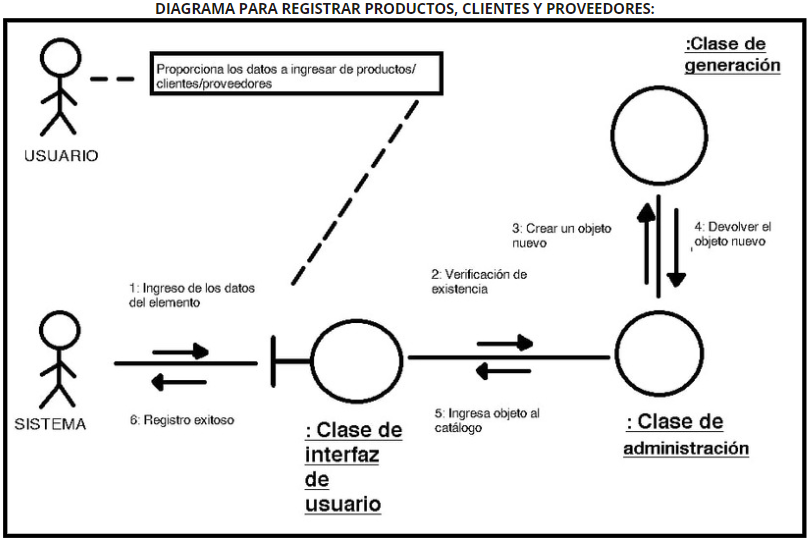 DIAGRAMA PARA REGISTRAR PRODUCTOS, CLIENTES Y PROVEEDORES:
:Clase de
generación
Proporciona los datos a ingresar de productos/
clientes/proveedores
USUARIO
3: Crear un objeto
nuevo
4: Devolver el
objeto nuevo
1: Ingreso de los datos
del elemento
2: Verificación de
existencia
SISTEMA
6: Registro exitoso
5: Ingresa objeto al
catálogo
: Clase de
interfaz
de
usuario
: Clase de
administración